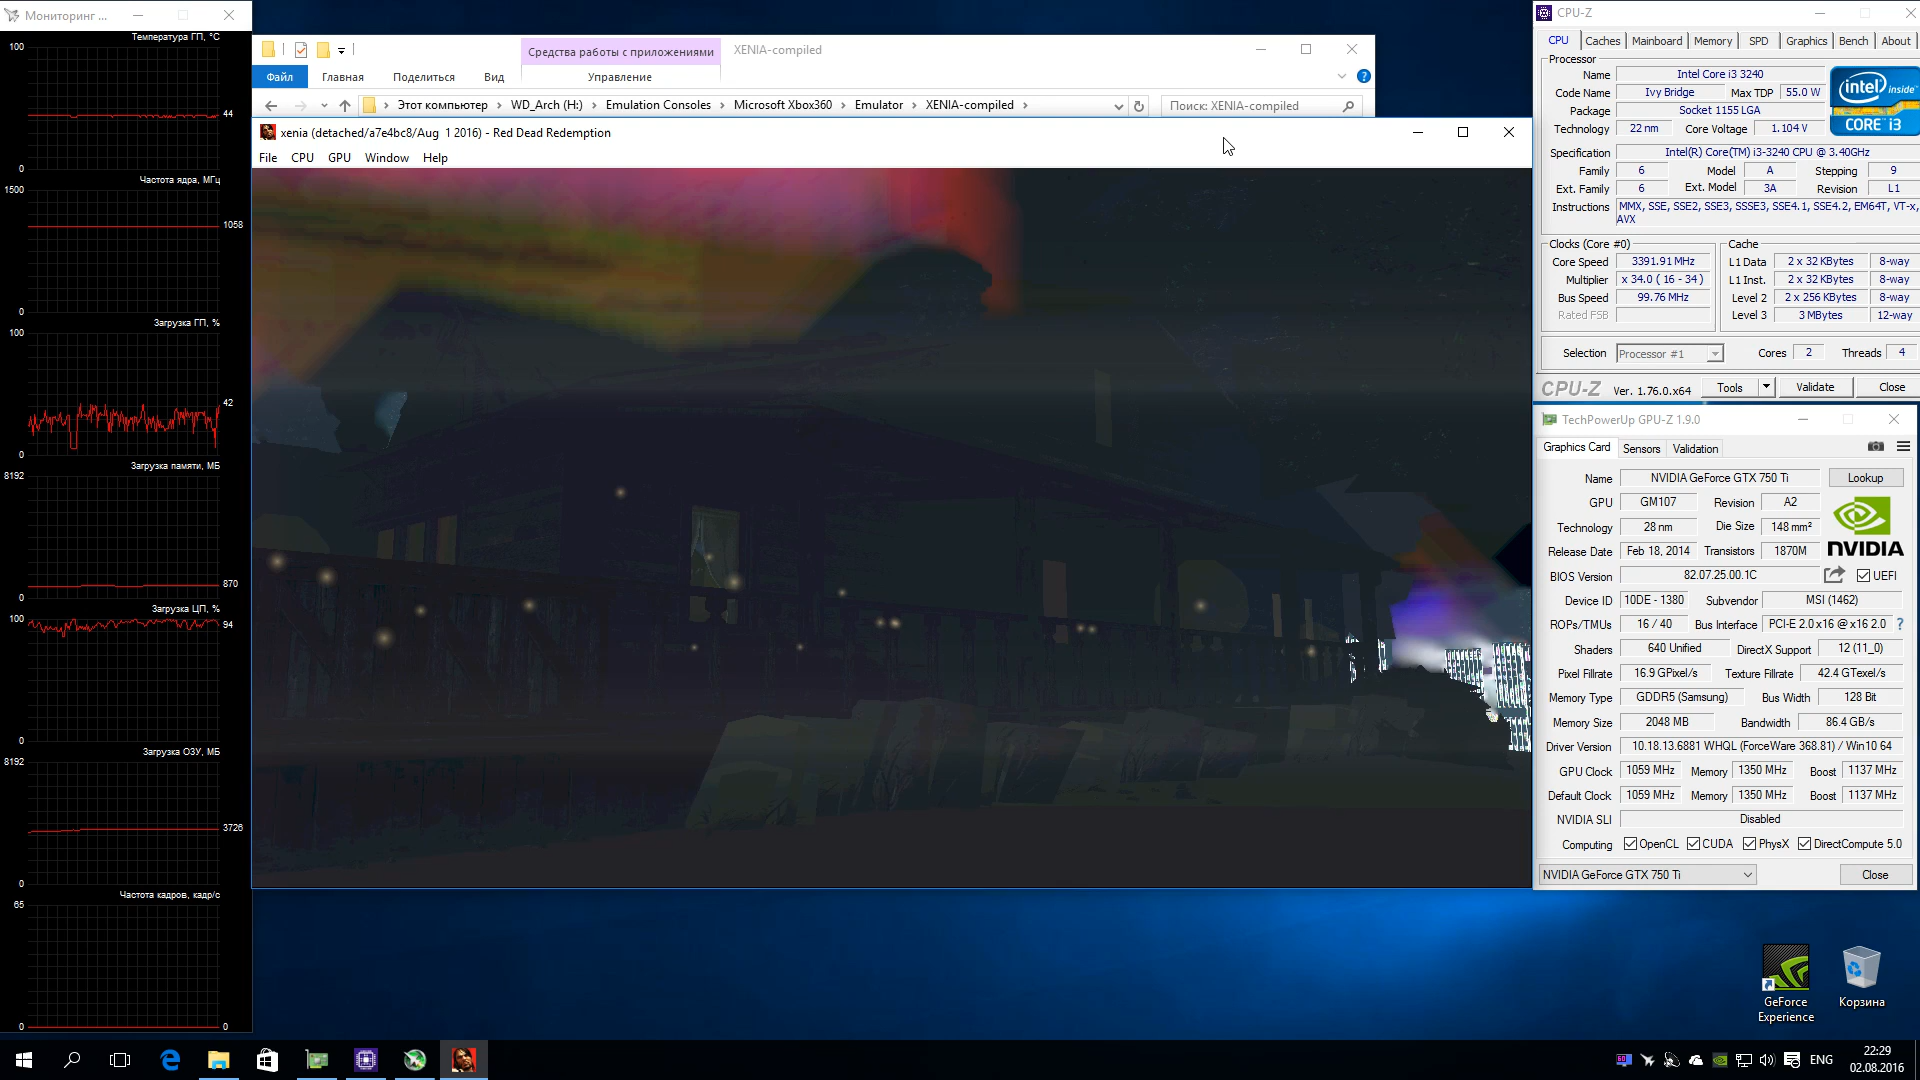 Мониторинг ...
Температура ГП, °C
100
44
0
Частота ядра, МГц
1500
1058
0
Загрузка ГП, %
100
42
0
Загрузка памяти, МБ
8192
870
0
Загрузка ЦП, %
100
94
0
Загрузка ОЗУ, МБ
8192
3726
0
Частота кадров, кадр/с
65
0
0
Средства работы с приложениями
XENIA-compiled
Файл
Главная
Поделиться
Вид
Управление
Этот компьютер
WD_Arch (H:)
Emulation Consoles
Microsoft Xbox360
Emulator
XENIA-compiled
Поиск: XENIA-compiled
xenia (detached/a7e4bc8/Aug 1 2016) - Red Dead Redemption
File CPU GPU Window Help
CPU-Z
CPU Caches Mainboard Memory SPD Graphics Bench About
Processor
Name Intel Core i3 3240
Code Name Ivy Bridge Max TDP 55.0 W
Package Socket 1155 LGA
Technology 22 nm Core Voltage 1.104 V
intel inside™
CORE i3
Specification Intel(R) Core(TM) i3-3240 CPU @ 3.40GHz
Family 6 Model A Stepping 9
Ext. Family 6 Ext. Model 3A Revision L1
Instructions MMX, SSE, SSE2, SSE3, SSSE3, SSE4.1, SSE4.2, EM64T, VT-x,
AVX
Clocks (Core #0)
Core Speed 3391.91 MHz
Multiplier x 34.0 ( 16 - 34 )
Bus Speed 99.76 MHz
Rated FSB
Cache
L1 Data 2 x 32 KBytes 8-way
L1 Inst. 2 x 32 KBytes 8-way
Level 2 2 x 256 KBytes 8-way
Level 3 3 MBytes 12-way
Selection Processor #1 Cores 2 Threads 4
CPU-Z Ver. 1.76.0.x64 Tools Validate Close
TechPowerUp GPU-Z 1.9.0
Graphics Card Sensors Validation
Name NVIDIA GeForce GTX 750 Ti Lookup
GPU GM107 Revision A2
Technology 28 nm Die Size 148 mm²
Release Date Feb 18, 2014 Transistors 1870M
NVIDIA
BIOS Version 82.07.25.00.1C UEFI
Device ID 10DE - 1380 Subvendor MSI (1462)
ROPs/TMUs 16 / 40 Bus Interface PCI-E 2.0 x16 @ x16 2.0 ?
Shaders 640 Unified DirectX Support 12 (11_0)
Pixel Fillrate 16.9 GPixel/s Texture Fillrate 42.4 GTexel/s
Memory Type GDDR5 (Samsung) Bus Width 128 Bit
Memory Size 2048 MB Bandwidth 86.4 GB/s
Driver Version 10.18.13.6881 WHQL (ForceWare 368.81) / Win10 64
GPU Clock 1059 MHz Memory 1350 MHz Boost 1137 MHz
Default Clock 1059 MHz Memory 1350 MHz Boost 1137 MHz
NVIDIA SLI Disabled
Computing OpenCL CUDA PhysX DirectCompute 5.0
NVIDIA GeForce GTX 750 Ti Close
GeForce
Experience
Корзина
60
ENG
22:29
02.08.2016